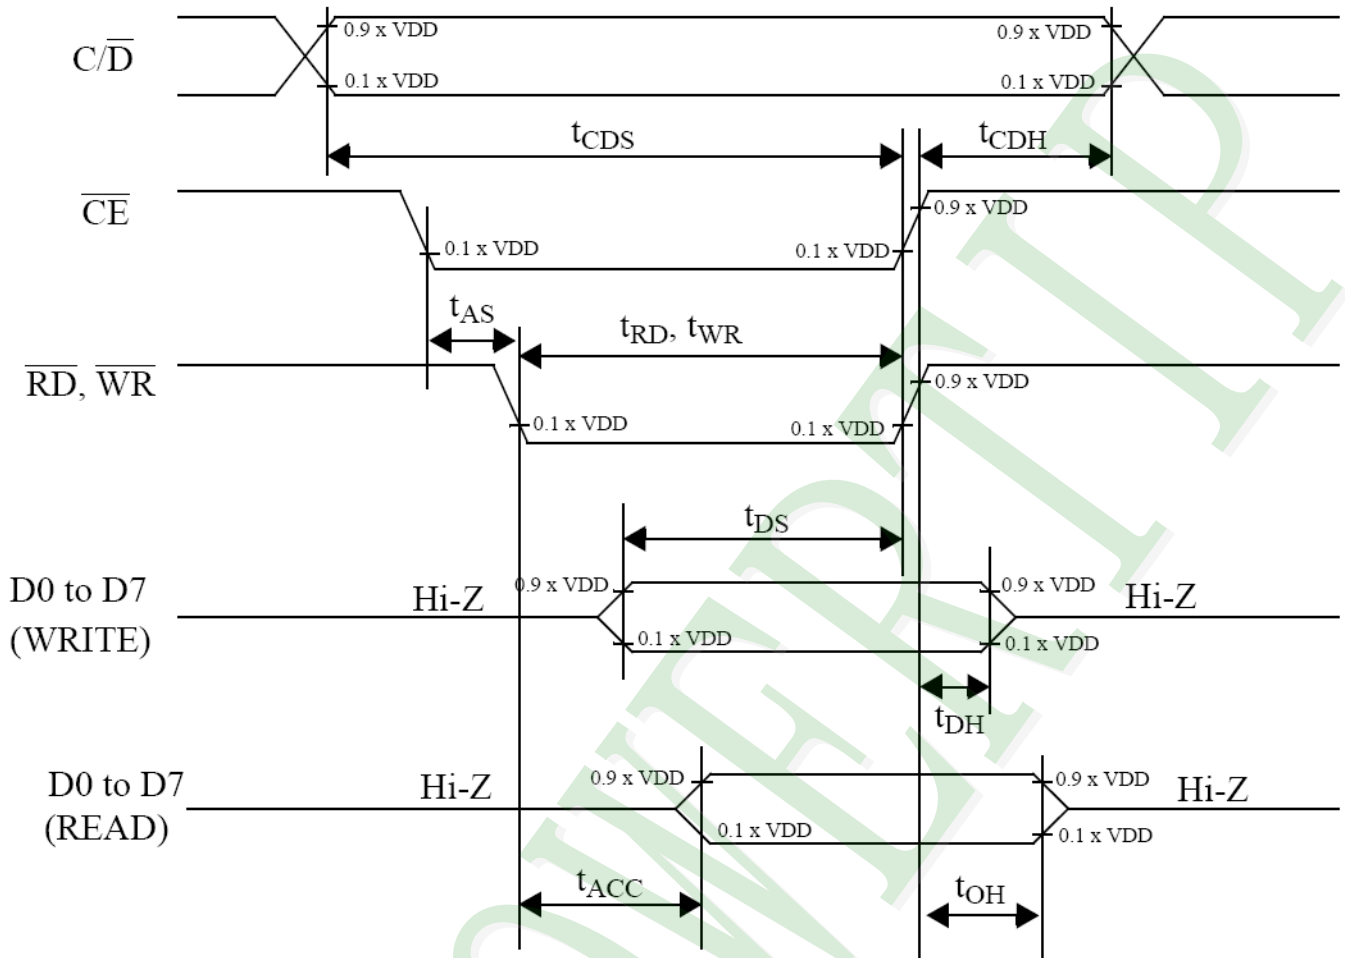 0.9 x VDD 0.9 x VDD
C/D̅
0.1 x VDD 0.1 x VDD
tCDS tCDH
C̅E̅ 0.9 x VDD
0.1 x VDD 0.1 x VDD
tAS tRD, tWR
R̅D̅, W̅R̅ 0.9 x VDD
0.1 x VDD 0.1 x VDD
tDS
D0 to D7 Hi-Z 0.9 x VDD 0.9 x VDD Hi-Z
(WRITE) 0.1 x VDD 0.1 x VDD
tDH
D0 to D7 Hi-Z 0.9 x VDD 0.9 x VDD Hi-Z
(READ) 0.1 x VDD 0.1 x VDD
tACC tOH
OWERTIP